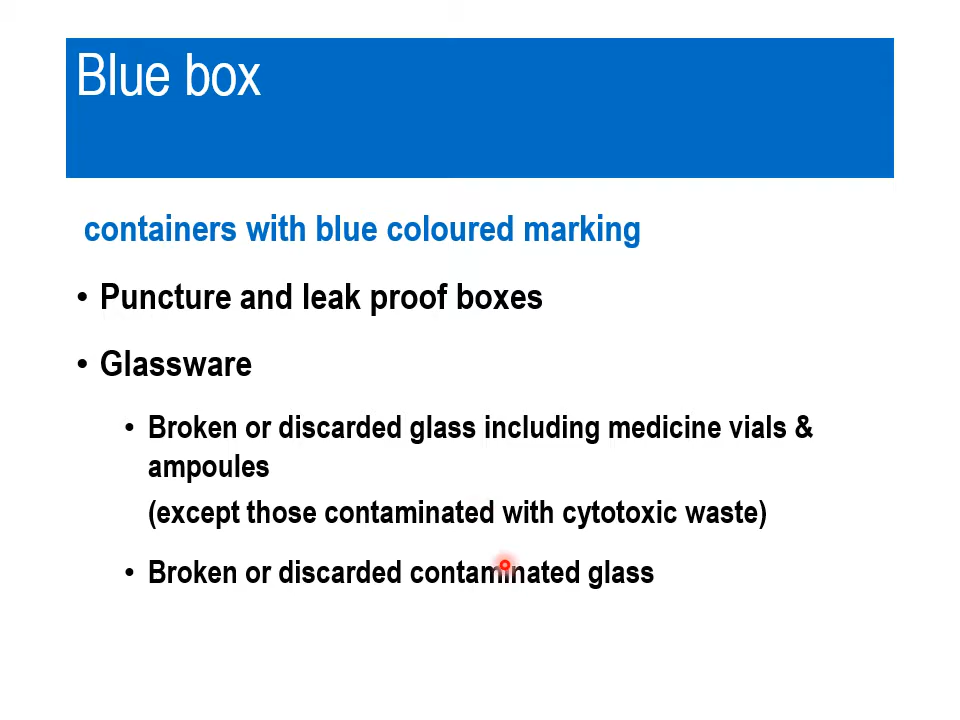 Blue box
containers with blue coloured marking
• Puncture and leak proof boxes
• Glassware
• Broken or discarded glass including medicine vials &
ampoules
(except those contaminated with cytotoxic waste)
• Broken or discarded contaminated glass